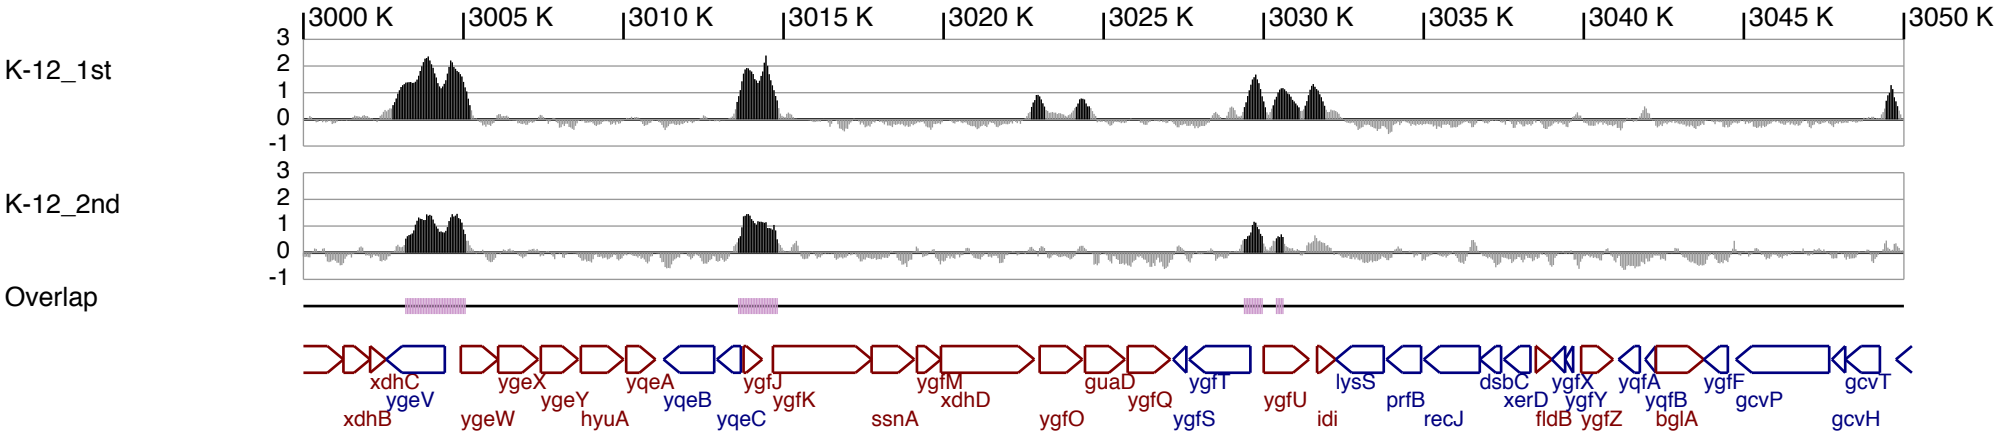 3000 K 3005 K 3010 K 3015 K 3020 K 3025 K 3030 K 3035 K 3040 K 3045 K 3050 K
K-12_1st
3
2
1
0
-1
K-12_2nd
3
2
1
0
-1
Overlap
xdhC ygeX yqeA ygfJ ygfM guaD ygfT lysS dsbC ygfX yqfA ygfF gcvT
ygeV ygeY yqeB ygfK xdhD ygfQ prfB xerD ygfY yqfB gcvP
xdhB ygeW hyuA yqeC ssnA ygfO ygfS ygfU idi recJ fldB ygfZ bglA gcvH